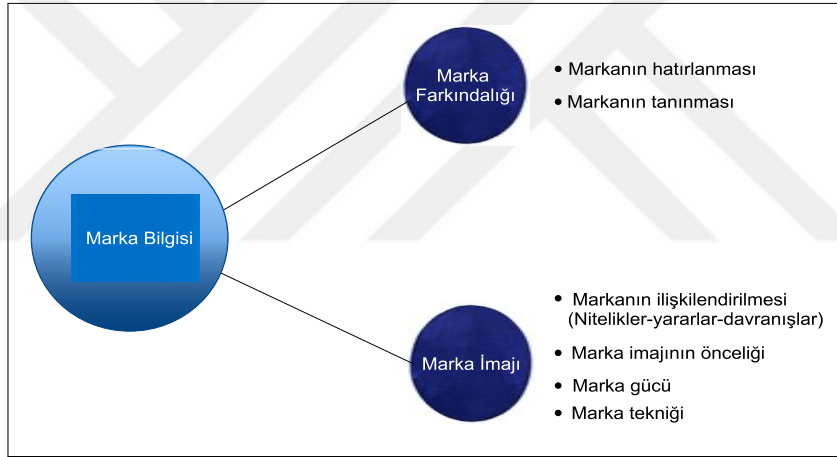 Marka
Farkındalığı
• Markanın hatırlanması
• Markanın tanınması
Marka Bilgisi
Marka İmajı
• Markanın ilişkilendirilmesi
(Nitelikler-yararlar-davranışlar)
• Marka imajının önceliği
• Marka gücü
• Marka tekniği